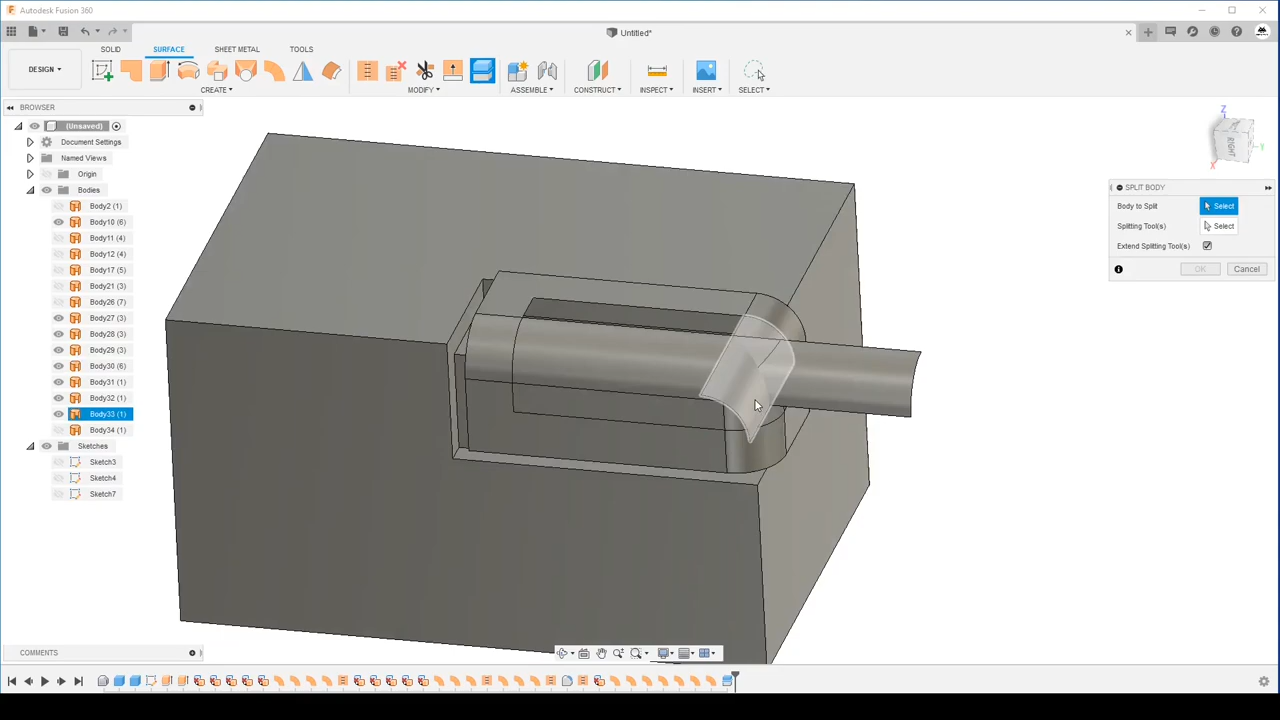 Autodesk Fusion 360
Untitled*
SOLID
SURFACE
SHEET METAL
TOOLS
DESIGN
CREATE
MODIFY
ASSEMBLE
CONSTRUCT
INSPECT
INSERT
SELECT
BROWSER
(Unsaved)
Document Settings
Named Views
Origin
Bodies
Body2 (1)
Body10 (6)
Body11 (4)
Body12 (4)
Body17 (5)
Body21 (3)
Body26 (7)
Body27 (3)
Body28 (3)
Body29 (3)
Body30 (6)
Body31 (1)
Body32 (1)
Body33 (1)
Body34 (1)
Sketches
Sketch3
Sketch4
Sketch7
Z
RIGHT
Y
X
SPLIT BODY
Body to Split Select
Splitting Tool(s) Select
Extend Splitting Tool(s)
OK Cancel
COMMENTS